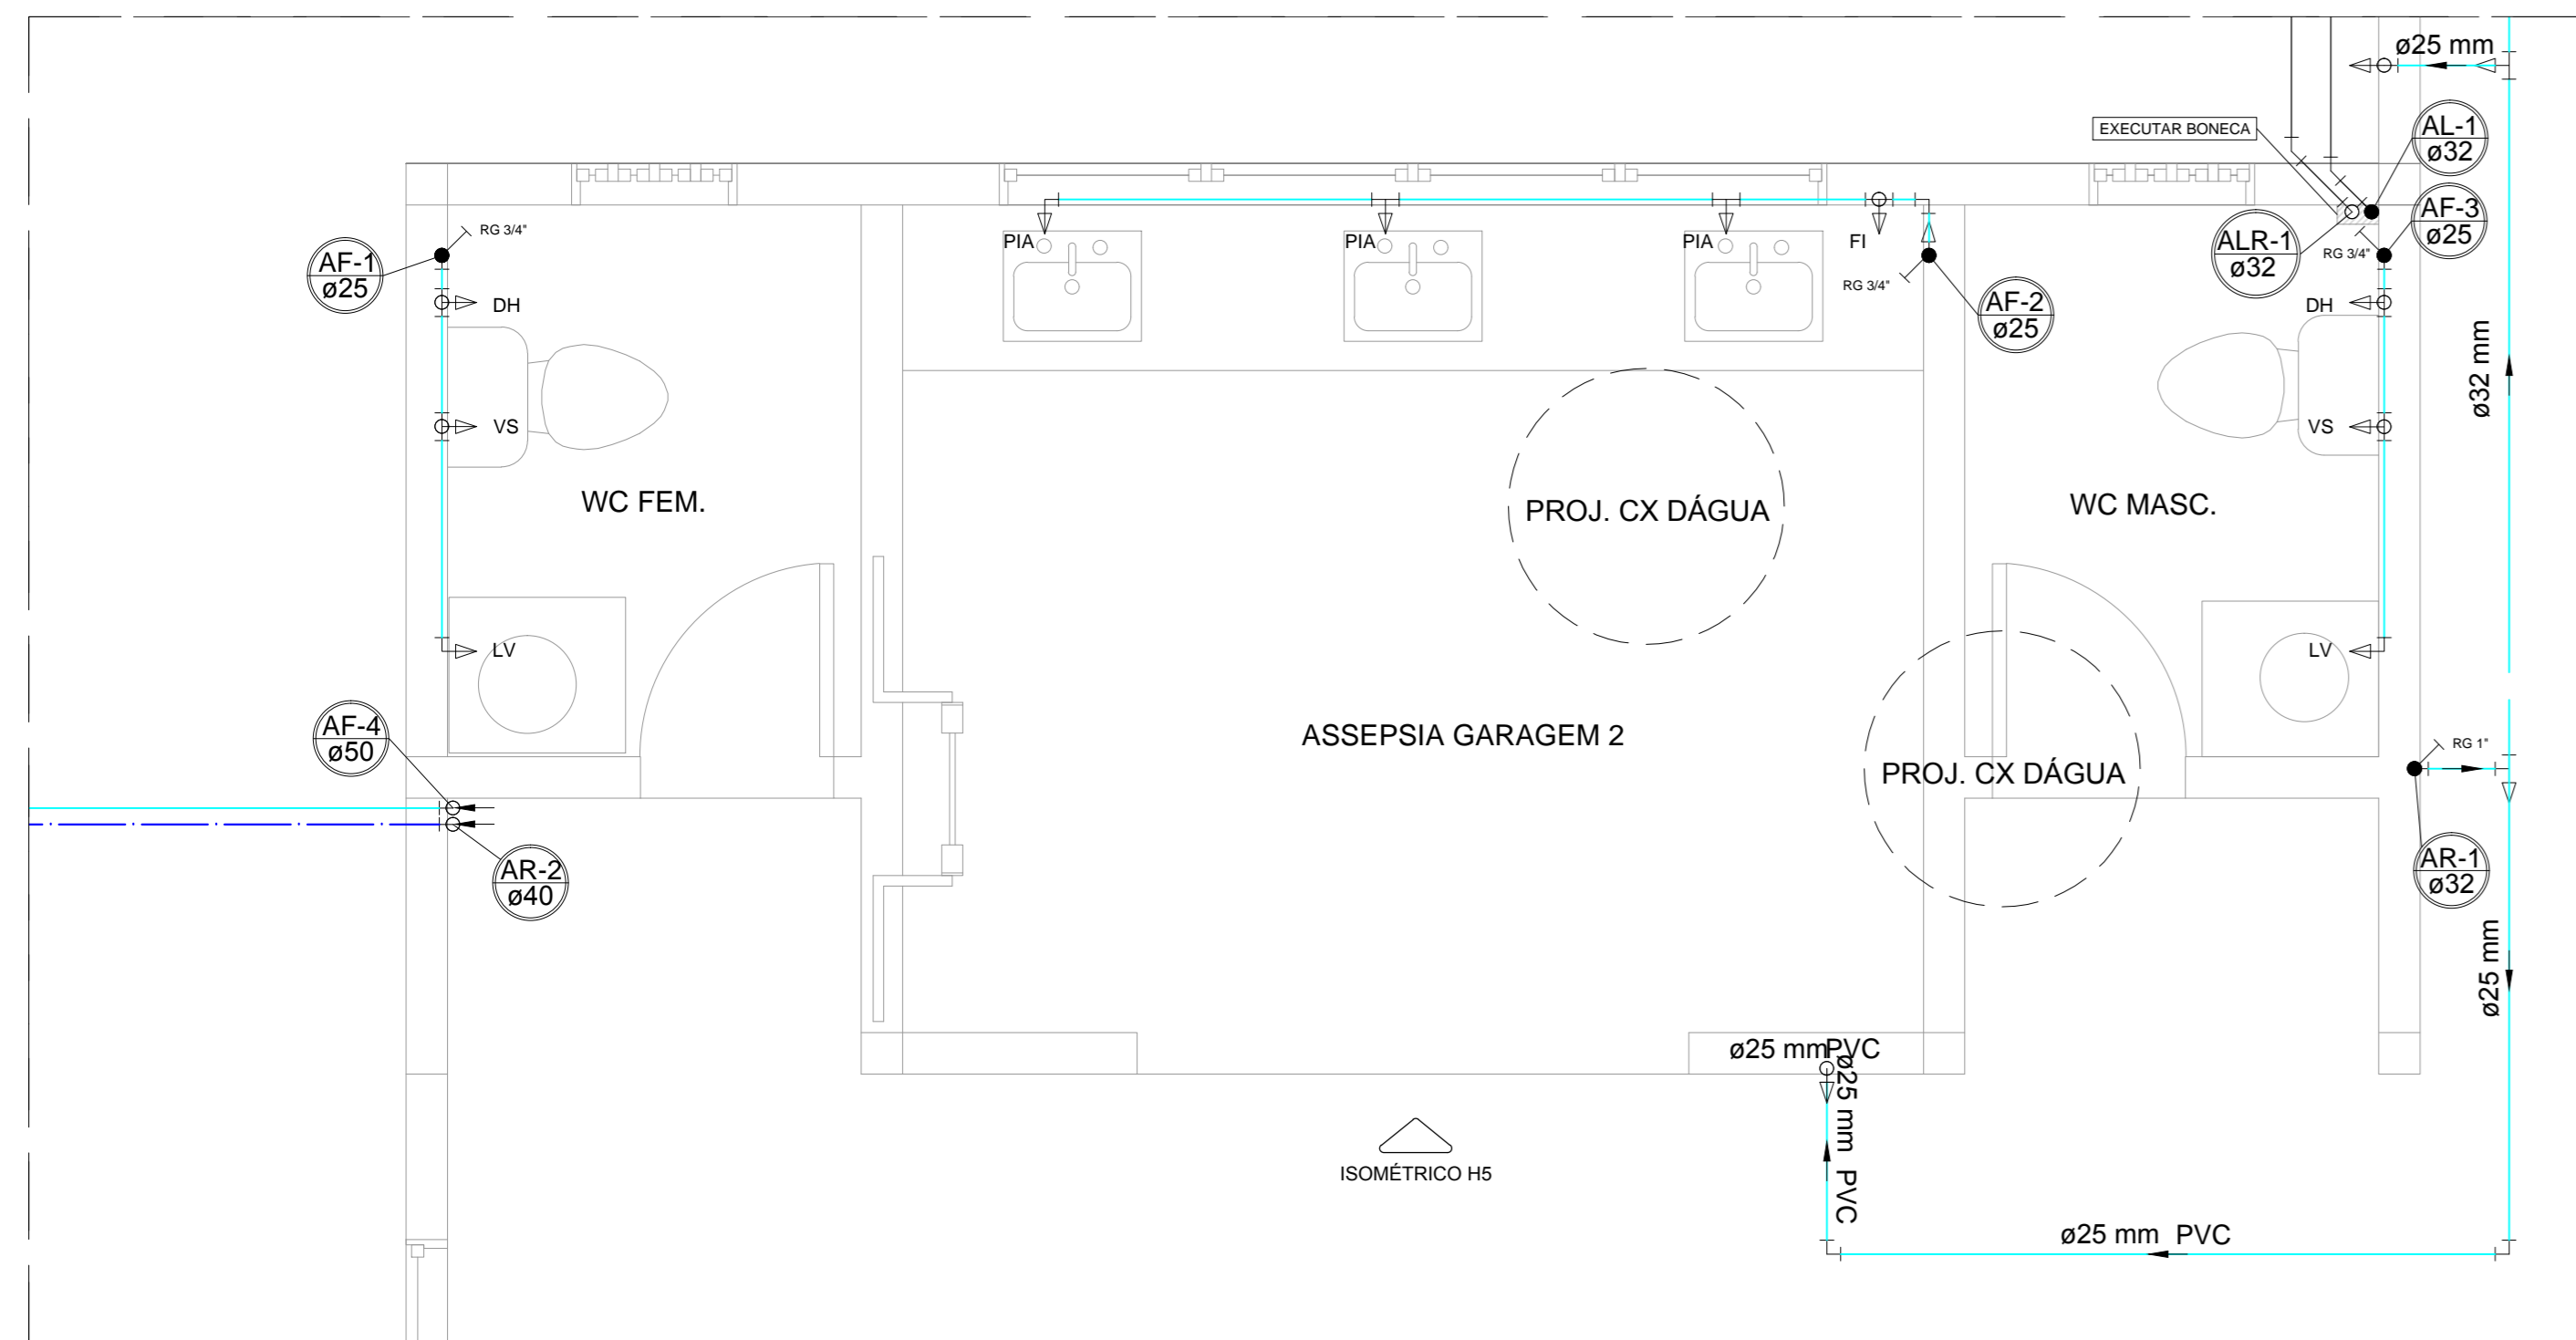 ø25 mm
EXECUTAR BONECA
AL-1
ø32
AF-3
ø25
ALR-1
ø32
RG 3/4"
RG 3/4"
AF-1
ø25
PIA
PIA
PIA
FI
RG 3/4"
AF-2
ø25
DH
DH
ø32 mm
VS
VS
WC FEM.
PROJ. CX DÁGUA
WC MASC.
LV
LV
AF-4
ø50
ASSEPSIA GARAGEM 2
PROJ. CX DÁGUA
RG 1"
AR-2
ø40
AR-1
ø32
ø25 mm
ø25 mm PVC
ø25 mm PVC
ISOMÉTRICO H5
ø25 mm PVC